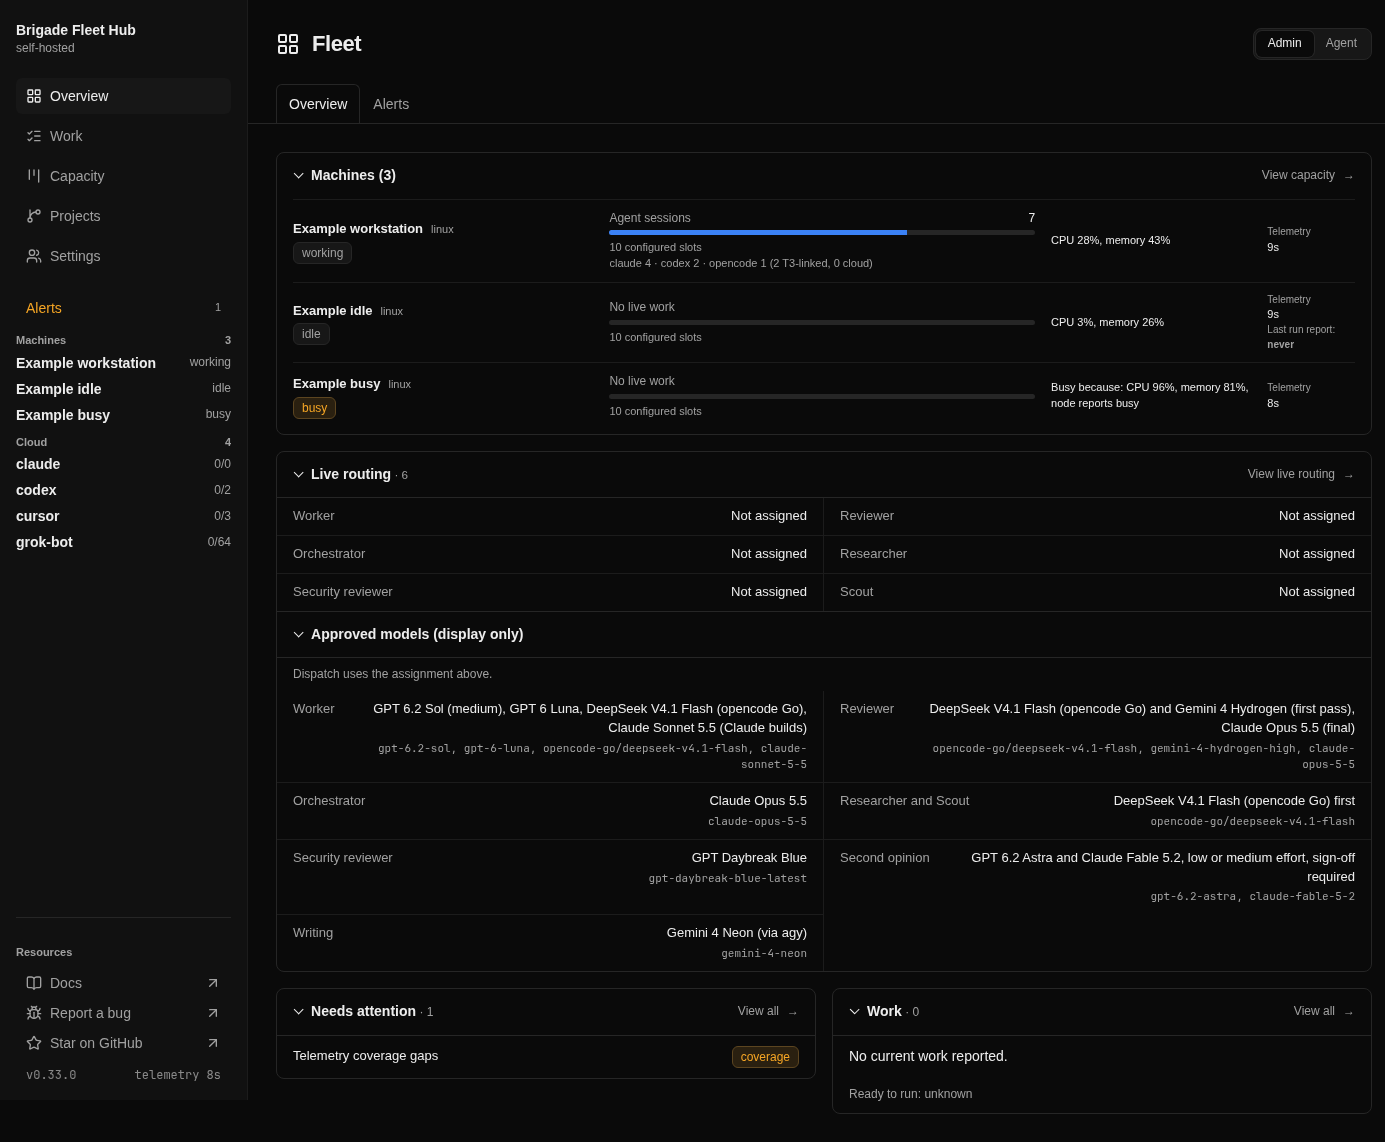 Brigade Fleet Hub
self-hosted
Overview
Work
Capacity
Projects
Settings
Alerts 1
Machines 3
Example workstation working
Example idle idle
Example busy busy
Cloud 4
claude 0/0
codex 0/2
cursor 0/3
grok-bot 0/64
Resources
Docs
Report a bug
Star on GitHub
v0.33.0 telemetry 8s
Fleet
Admin Agent
Overview Alerts
Machines (3) View capacity →
Example workstation linux
working
Agent sessions 7
10 configured slots
claude 4 · codex 2 · opencode 1 (2 T3-linked, 0 cloud)
CPU 28%, memory 43%
Telemetry
9s
Example idle linux
idle
No live work
10 configured slots
CPU 3%, memory 26%
Telemetry
9s
Last run report:
never
Example busy linux
busy
No live work
10 configured slots
Busy because: CPU 96%, memory 81%,
node reports busy
Telemetry
8s
Live routing · 6 View live routing →
Worker Not assigned
Reviewer Not assigned
Orchestrator Not assigned
Researcher Not assigned
Security reviewer Not assigned
Scout Not assigned
Approved models (display only)
Dispatch uses the assignment above.
Worker GPT 6.2 Sol (medium), GPT 6 Luna, DeepSeek V4.1 Flash (opencode Go),
Claude Sonnet 5.5 (Claude builds)
gpt-6.2-sol, gpt-6-luna, opencode-go/deepseek-v4.1-flash, claude-
sonnet-5-5
Reviewer DeepSeek V4.1 Flash (opencode Go) and Gemini 4 Hydrogen (first pass),
Claude Opus 5.5 (final)
opencode-go/deepseek-v4.1-flash, gemini-4-hydrogen-high, claude-
opus-5-5
Orchestrator Claude Opus 5.5
claude-opus-5-5
Researcher and Scout DeepSeek V4.1 Flash (opencode Go) first
opencode-go/deepseek-v4.1-flash
Security reviewer GPT Daybreak Blue
gpt-daybreak-blue-latest
Second opinion GPT 6.2 Astra and Claude Fable 5.2, low or medium effort, sign-off
required
gpt-6.2-astra, claude-fable-5-2
Writing Gemini 4 Neon (via agy)
gemini-4-neon
Needs attention · 1 View all →
Telemetry coverage gaps coverage
Work · 0 View all →
No current work reported.
Ready to run: unknown